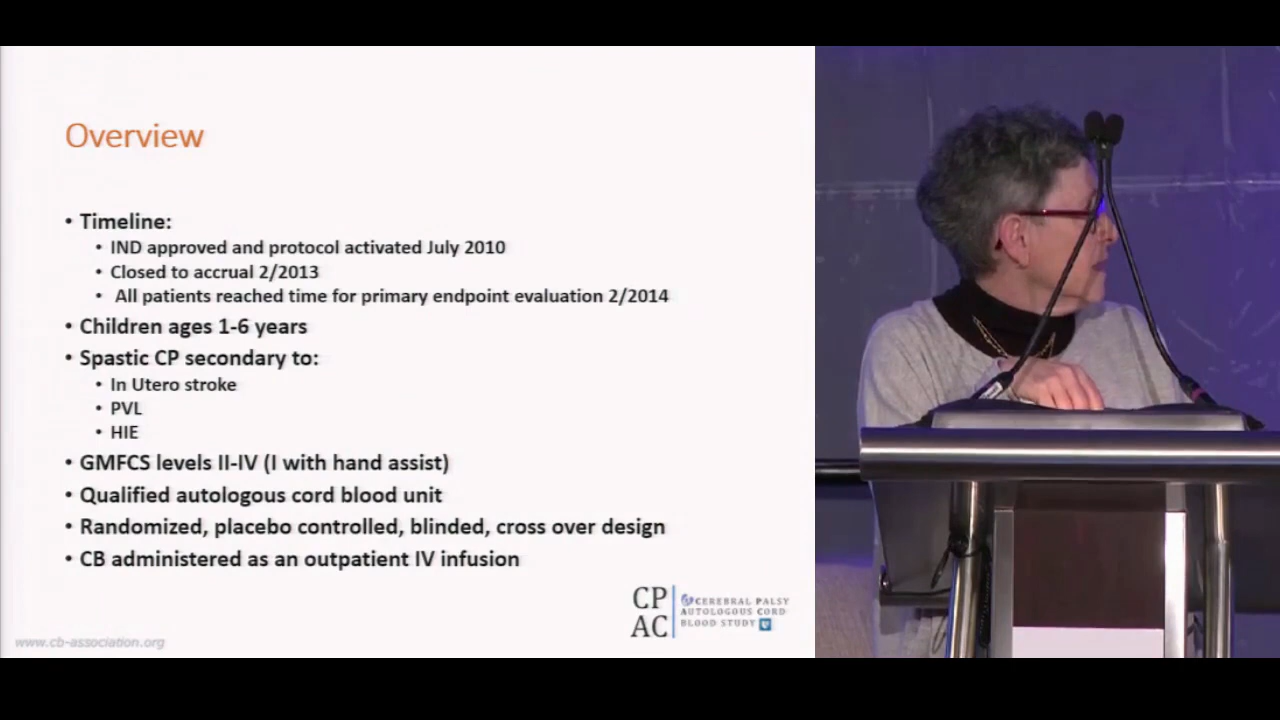 Overview
• Timeline:
• IND approved and protocol activated July 2010
• Closed to accrual 2/2013
• All patients reached time for primary endpoint evaluation 2/2014
• Children ages 1-6 years
• Spastic CP secondary to:
• In Utero stroke
• PVL
• HIE
• GMFCS levels II-IV (I with hand assist)
• Qualified autologous cord blood unit
• Randomized, placebo controlled, blinded, cross over design
• CB administered as an outpatient IV infusion
CP
AC
CEREBRAL PALSY
AUTOLOGOUS CORD
BLOOD STUDY
www.cb-association.org